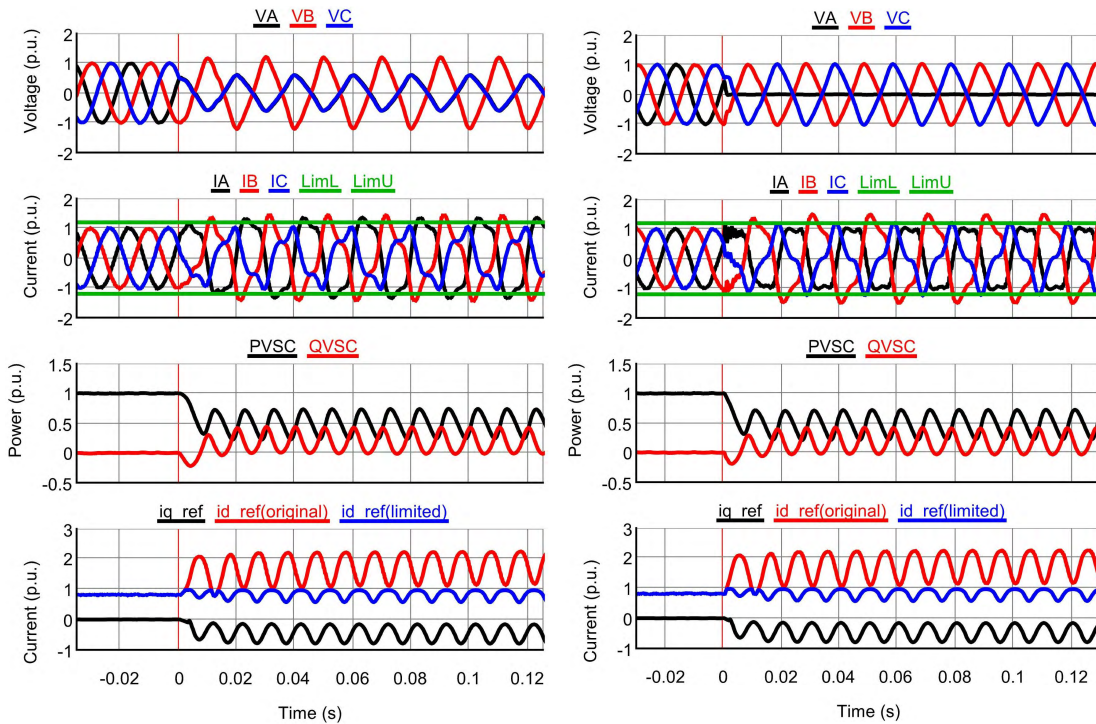 VA VB VC
Voltage (p.u.)
2
1
0
-1
-2
IA IB IC LimL LimU
Current (p.u.)
2
1
0
-1
-2
PVSC QVSC
Power (p.u.)
1.5
1
0.5
0
-0.5
iq_ref id_ref(original) id_ref(limited)
Current (p.u.)
3
2
1
0
-1
-0.02 0 0.02 0.04 0.06 0.08 0.1 0.12
Time (s)
VA VB VC
Voltage (p.u.)
2
1
0
-1
-2
IA IB IC LimL LimU
Current (p.u.)
2
1
0
-1
-2
PVSC QVSC
Power (p.u.)
1.5
1
0.5
0
-0.5
iq_ref id_ref(original) id_ref(limited)
Current (p.u.)
3
2
1
0
-1
-0.02 0 0.02 0.04 0.06 0.08 0.1 0.12
Time (s)